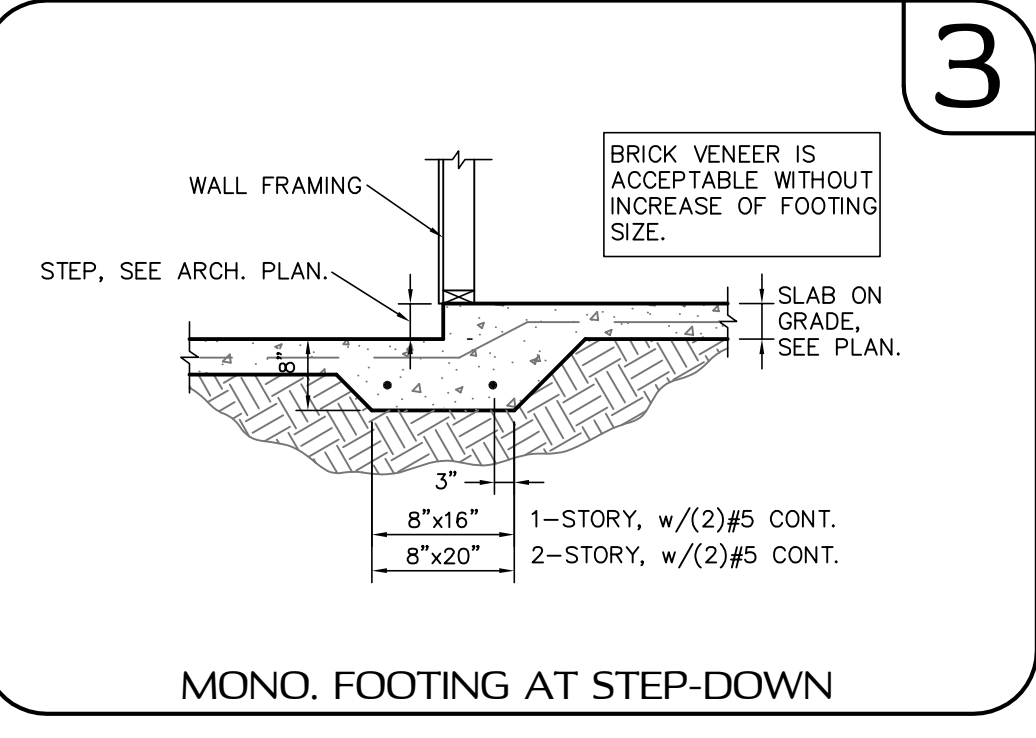 3
BRICK VENEER IS
ACCEPTABLE WITHOUT
INCREASE OF FOOTING
SIZE.
WALL FRAMING
STEP, SEE ARCH. PLAN.
SLAB ON
GRADE,
SEE PLAN.
8"
3"
8"x16" 1-STORY, w/(2)#5 CONT.
8"x20" 2-STORY, w/(2)#5 CONT.
MONO. FOOTING AT STEP-DOWN